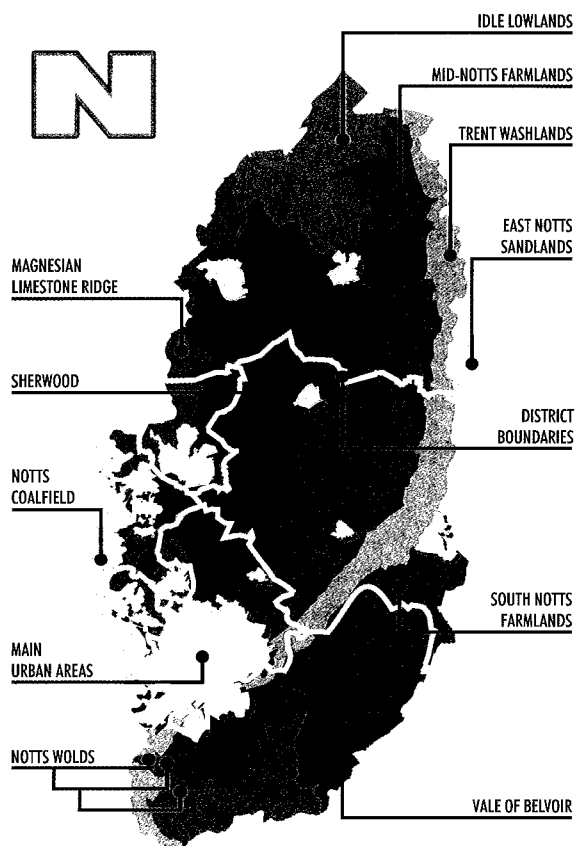 N
IDLE LOWLANDS
MID-NOTTS FARMLANDS
TRENT WASHLANDS
EAST NOTTS
SANDLANDS
MAGNESIAN
LIMESTONE RIDGE
SHERWOOD
DISTRICT
BOUNDARIES
NOTTS
COALFIELD
SOUTH NOTTS
FARMLANDS
MAIN
URBAN AREAS
NOTTS WOLDS
VALE OF BELVOIR